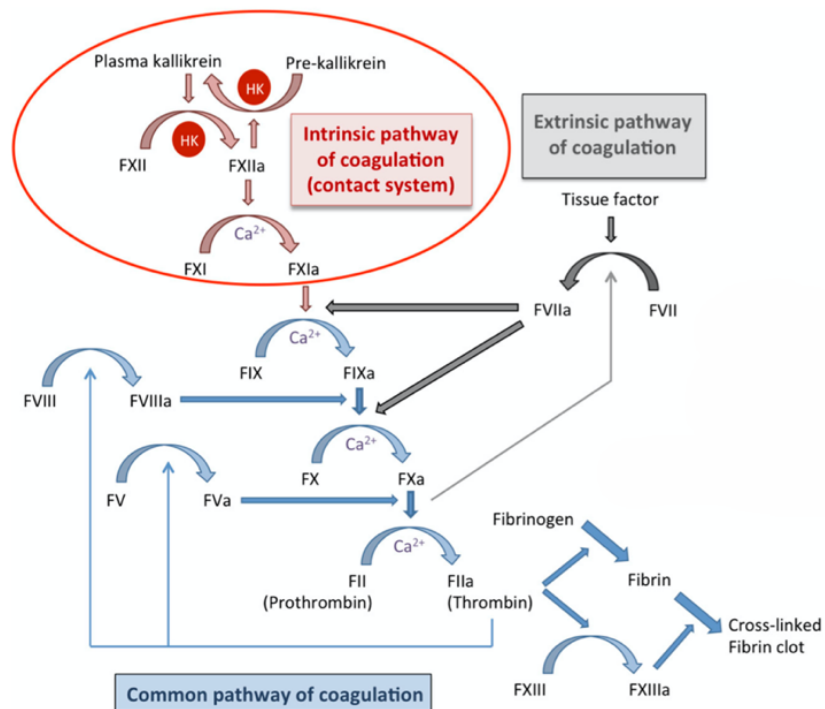 Plasma kallikrein
Pre-kallikrein
HK
HK
FXII
FXIIa
Intrinsic pathway
of coagulation
(contact system)
Extrinsic pathway
of coagulation
Tissue factor
Ca²⁺
FXI
FXIa
FVIIa
FVII
Ca²⁺
FIX
FIXa
FVIII
FVIIIa
Ca²⁺
FX
FXa
FV
FVa
Ca²⁺
FII
(Prothrombin)
FIIa
(Thrombin)
Fibrinogen
Fibrin
Cross-linked
Fibrin clot
FXIII
FXIIIa
Common pathway of coagulation